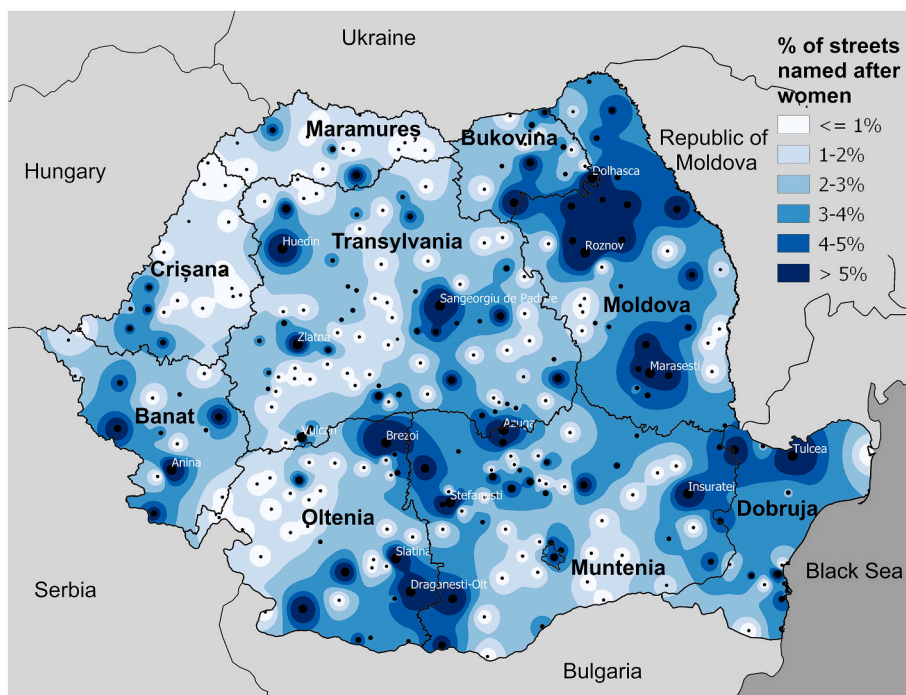 Ukraine
% of streets
named after
women
<= 1%
1-2%
2-3%
3-4%
4-5%
> 5%
Maramureș
Bukovina
Republic of
Moldova
Hungary
Dolhasca
Huedin
Transylvania
Roznov
Crișana
Sangeorgiu de Padure
Moldova
Zlatna
Marasesti
Banat
Vulcan
Brezoi
Azuga
Tulcea
Anina
Stefanesti
Insuratei
Oltenia
Dobruja
Slatina
Muntenia
Black Sea
Draganesti-Olt
Serbia
Bulgaria